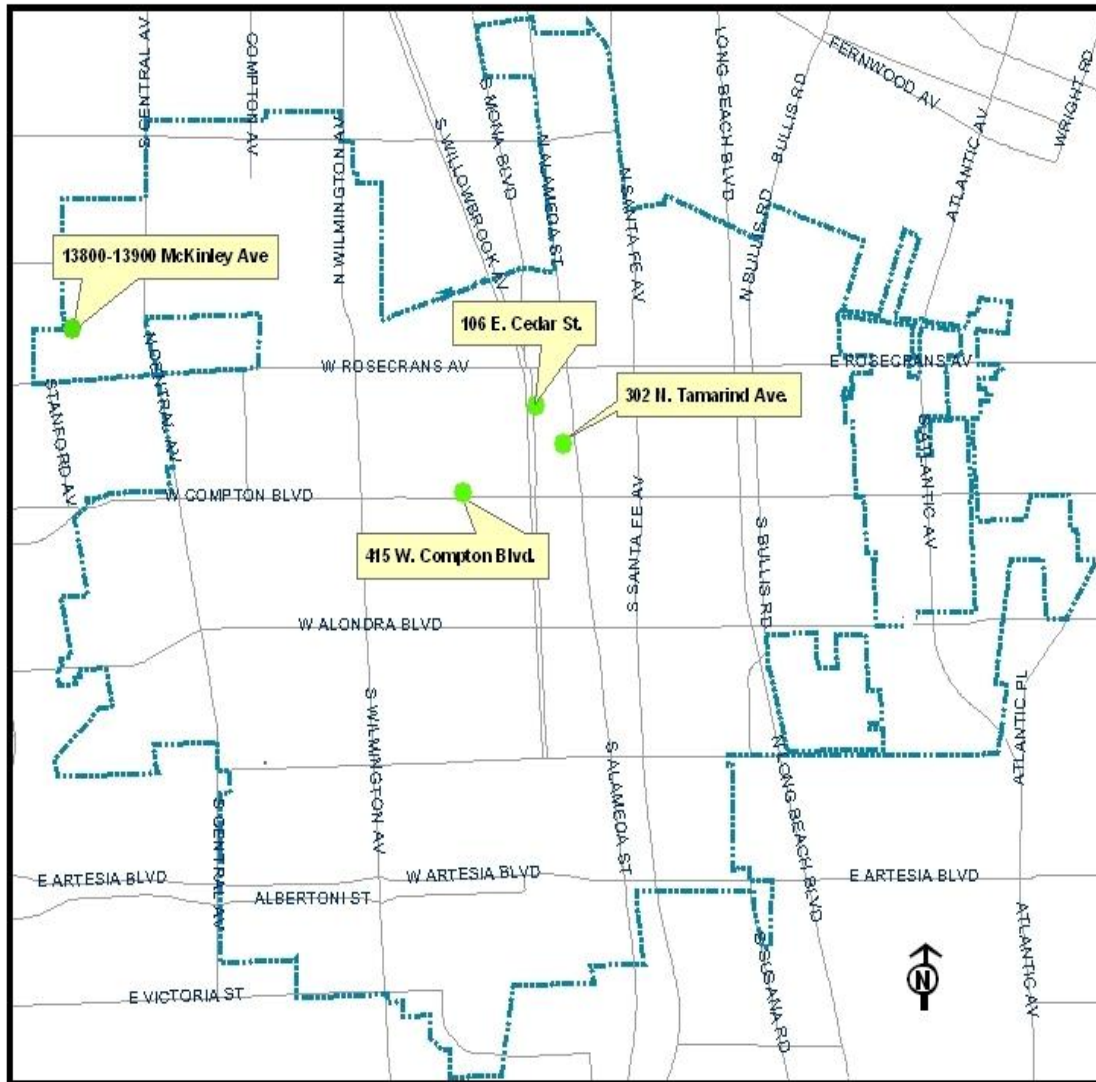 S CENTRAL AV
COMPTON AV
N WILMINGTON AV
S WILLOWBROOK AV
S MONA BLVD
N ALAMEDA ST
N SANTA FE AV
LONG BEACH BLVD
BULLIS RD
N BULLIS RD
FERNWOOD AV
ATLANTIC AV
WRIGHT RD
13800-13900 McKinley Ave
106 E. Cedar St.
302 N. Tamarind Ave.
W ROSECRANS AV
E ROSECRANS AV
STANFORD AV
N CENTRAL AV
W COMPTON BLVD
415 W. Compton Blvd.
S SANTA FE AV
S BULLIS RD
S ATLANTIC AV
W ALONDRA BLVD
S WILMINGTON AV
S ALAMEDA ST
N LONG BEACH BLVD
ATLANTIC PL
S CENTRAL AV
E ARTESIA BLVD
W ARTESIA BLVD
E ARTESIA BLVD
ALBERTONI ST
S SUSANA RD
ATLANTIC AV
E VICTORIA ST
N